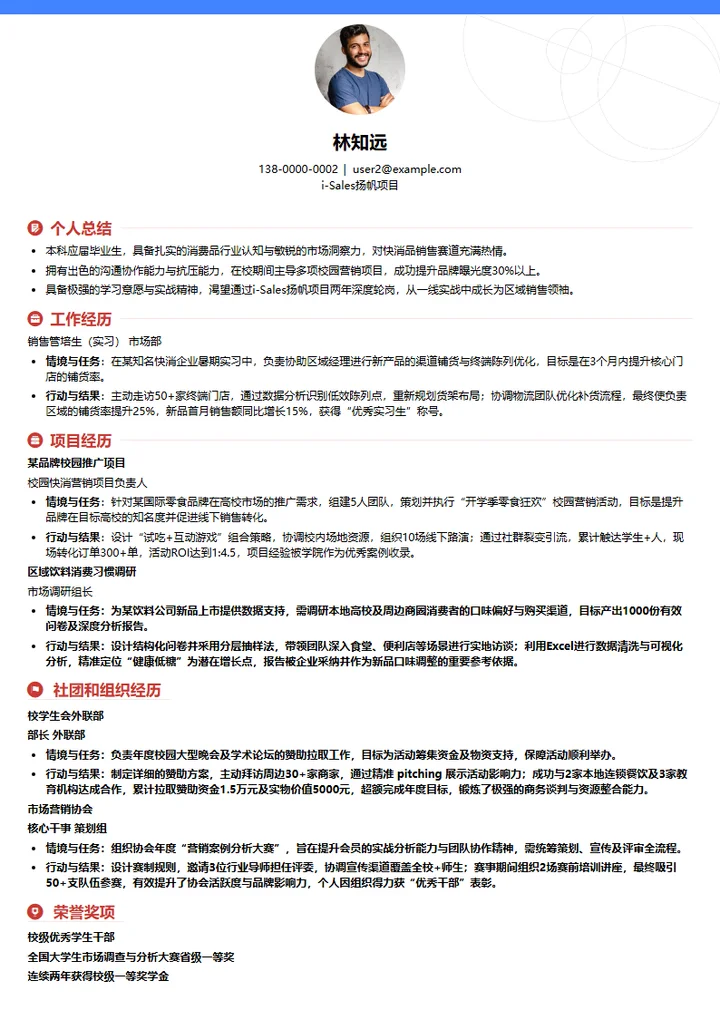 林知远
138-0000-0002 | user2@example.com
i-Sales扬帆项目
个人总结
• 本科应届毕业生，具备扎实的消费品行业认知与敏锐的市场洞察力，对快消品销售赛道充满热情。
• 拥有出色的沟通协作能力与抗压能力，在校期间主导多项校园营销项目，成功提升品牌曝光度30%以上。
• 具备极强的学习意愿与实战精神，渴望通过i-Sales扬帆项目两年深度轮岗，从一线实战中成长为区域销售领袖。
工作经历
销售管培生（实习） 市场部
• 情境与任务：在某知名快消企业暑期实习中，负责协助区域经理进行新产品的渠道铺货与终端陈列优化，目标是在3个月内提升核心门
店的铺货率。
• 行动与结果：主动走访50+家终端门店，通过数据分析识别低效陈列点，重新规划货架布局；协调物流团队优化补货流程，最终使负责
区域的铺货率提升25%，新品首月销售额同比增长15%，获得“优秀实习生”称号。
项目经历
某品牌校园推广项目
校园快消营销项目负责人
• 情境与任务：针对某国际零食品牌在高校市场的推广需求，组建5人团队，策划并执行“开学季零食狂欢”校园营销活动，目标是提升
品牌在目标高校的知名度并促进线下销售转化。
• 行动与结果：设计“试吃+互动游戏”组合策略，协调校内场地资源，组织10场线下路演；通过社群裂变引流，累计触达学生+人，现
场转化订单300+单，活动ROI达到1:4.5，项目经验被学院作为优秀案例收录。
区域饮料消费习惯调研
市场调研组长
• 情境与任务：为某饮料公司新品上市提供数据支持，需调研本地高校及周边商圈消费者的口味偏好与购买渠道，目标产出1000份有效
问卷及深度分析报告。
• 行动与结果：设计结构化问卷并采用分层抽样法，带领团队深入食堂、便利店等场景进行实地访谈；利用Excel进行数据清洗与可视化
分析，精准定位“健康低糖”为潜在增长点，报告被企业采纳并作为新品口味调整的重要参考依据。
社团和组织经历
校学生会外联部
部长 外联部
• 情境与任务：负责年度校园大型晚会及学术论坛的赞助拉取工作，目标为活动筹集资金及物资支持，保障活动顺利举办。
• 行动与结果：制定详细的赞助方案，主动拜访周边30+家商家，通过精准 pitching 展示活动影响力；成功与2家本地连锁餐饮及3家教
育机构达成合作，累计拉取赞助资金1.5万元及实物价值5000元，超额完成年度目标，锻炼了极强的商务谈判与资源整合能力。
市场营销协会
核心干事 策划组
• 情境与任务：组织协会年度“营销案例分析大赛”，旨在提升会员的实战分析能力与团队协作精神，需统筹策划、宣传及评审全流程。
• 行动与结果：设计赛制规则，邀请3位行业导师担任评委，协调宣传渠道覆盖全校+师生；赛事期间组织2场赛前培训讲座，最终吸引
50+支队伍参赛，有效提升了协会活跃度与品牌影响力，个人因组织得力获“优秀干部”表彰。
荣誉奖项
校级优秀学生干部
全国大学生市场调查与分析大赛省级一等奖
连续两年获得校级一等奖学金